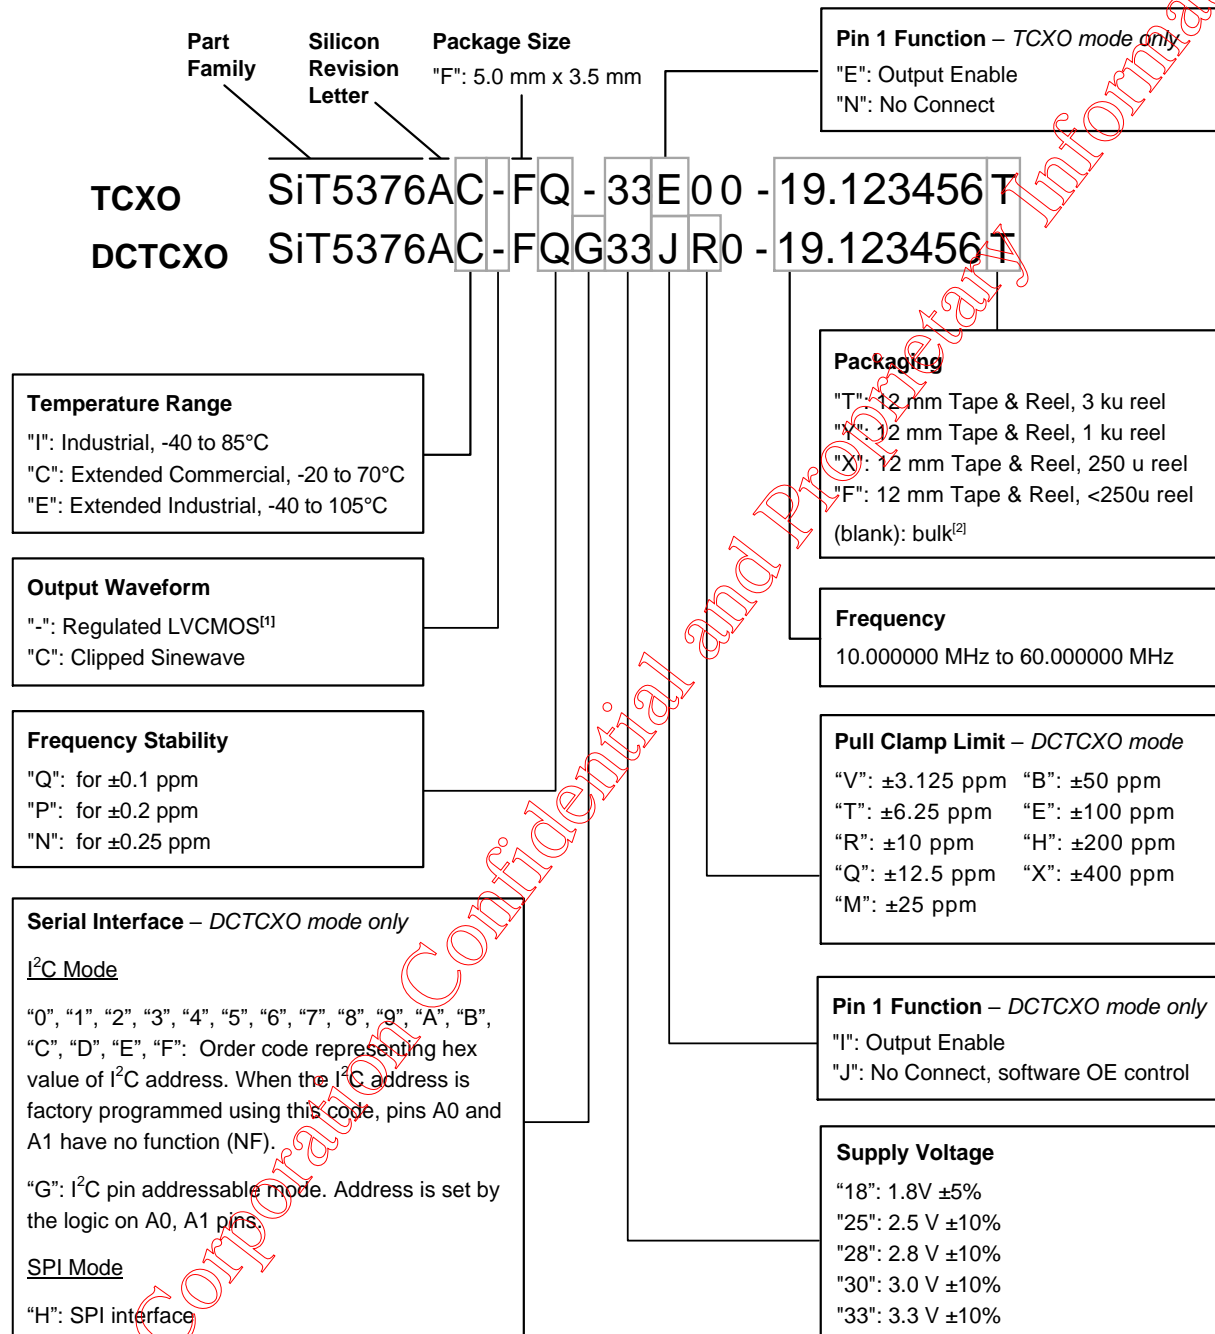 Part Family
Silicon Revision Letter
Package Size
"F": 5.0 mm x 3.5 mm
Pin 1 Function – TCXO mode only
"E": Output Enable
"N": No Connect
TCXO SiT5376AC-FQ-33E00-19.123456T
DCTCXO SiT5376AC-FQG33JR0-19.123456T
Temperature Range
"I": Industrial, -40 to 85°C
"C": Extended Commercial, -20 to 70°C
"E": Extended Industrial, -40 to 105°C
Output Waveform
"-": Regulated LVCMOS[1]
"C": Clipped Sinewave
Frequency Stability
"Q": for ±0.1 ppm
"P": for ±0.2 ppm
"N": for ±0.25 ppm
Serial Interface – DCTCXO mode only
I2C Mode
“0”, “1”, “2”, “3”, “4”, “5”, “6”, “7”, “8”, “9”, “A”, “B”,
“C”, “D”, “E”, “F”: Order code representing hex
value of I2C address. When the I2C address is
factory programmed using this code, pins A0 and
A1 have no function (NF).
“G”: I2C pin addressable mode. Address is set by
the logic on A0, A1 pins.
SPI Mode
“H”: SPI interface
Packaging
"T": 12 mm Tape & Reel, 3 ku reel
"Y": 12 mm Tape & Reel, 1 ku reel
"X": 12 mm Tape & Reel, 250 u reel
"F": 12 mm Tape & Reel, <250u reel
(blank): bulk[2]
Frequency
10.000000 MHz to 60.000000 MHz
Pull Clamp Limit – DCTCXO mode
“V”: ±3.125 ppm “B”: ±50 ppm
“T”: ±6.25 ppm “E”: ±100 ppm
“R”: ±10 ppm “H”: ±200 ppm
“Q”: ±12.5 ppm “X”: ±400 ppm
“M”: ±25 ppm
Pin 1 Function – DCTCXO mode only
"I": Output Enable
"J": No Connect, software OE control
Supply Voltage
“18”: 1.8V ±5%
"25": 2.5 V ±10%
"28": 2.8 V ±10%
"30": 3.0 V ±10%
"33": 3.3 V ±10%
Corporation Confidential and Proprietary Informa